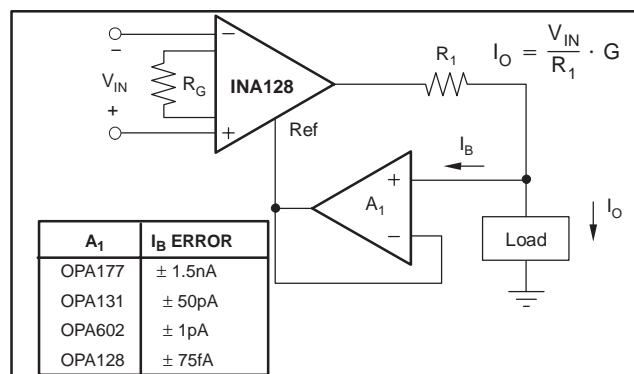 −
V_IN
+
R_G
−
INA128
+
Ref
R_1
I_O = V_IN / R_1 · G
I_B
+
A_1
−
Load
I_O
A_1 I_B ERROR
OPA177 ± 1.5nA
OPA131 ± 50pA
OPA602 ± 1pA
OPA128 ± 75fA